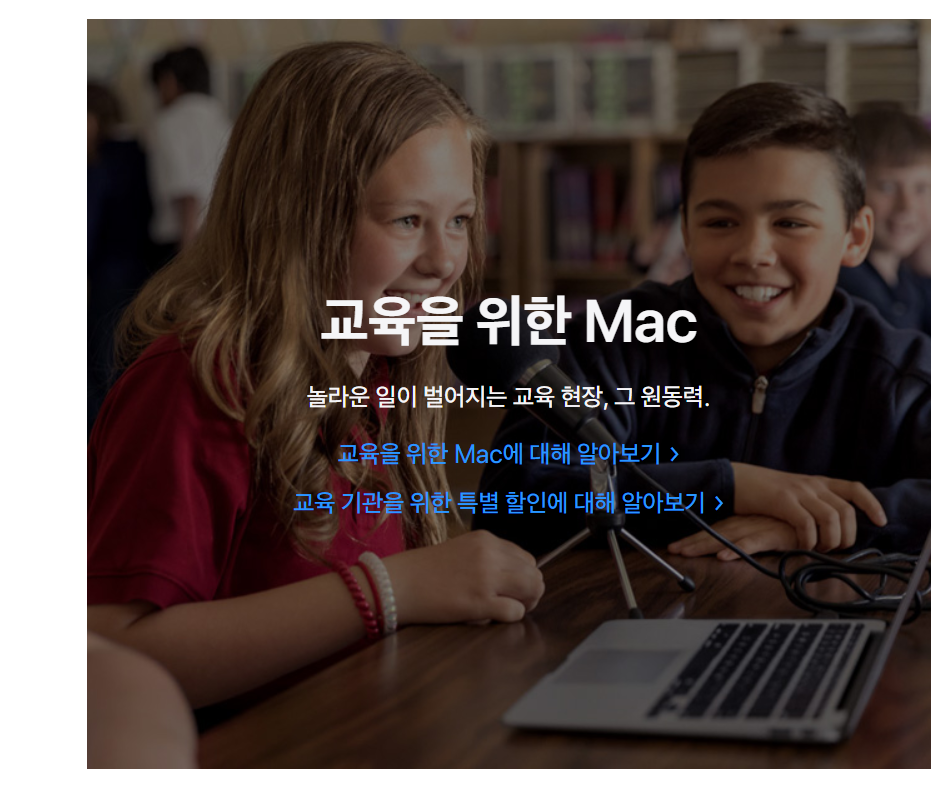 교육을 위한 Mac
놀라운 일이 벌어지는 교육 현장, 그 원동력.
교육을 위한 Mac에 대해 알아보기 >
교육 기관을 위한 특별 할인에 대해 알아보기 >